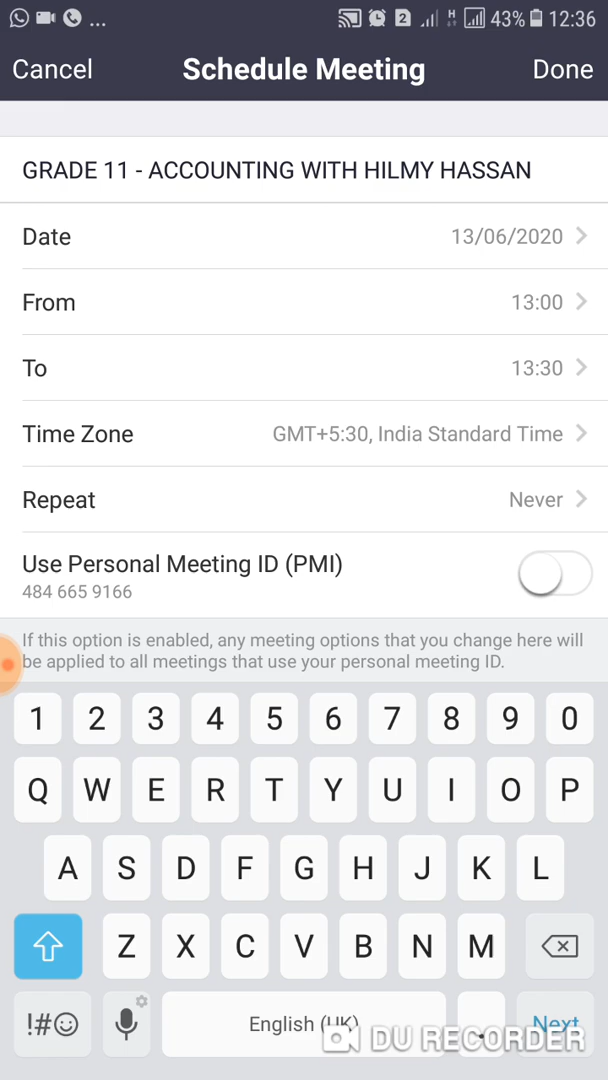 ... 2 H 43% 12:36
Cancel Schedule Meeting Done
GRADE 11 - ACCOUNTING WITH HILMY HASSAN
Date 13/06/2020
From 13:00
To 13:30
Time Zone GMT+5:30, India Standard Time
Repeat Never
Use Personal Meeting ID (PMI)
484 665 9166
If this option is enabled, any meeting options that you change here will
be applied to all meetings that use your personal meeting ID.
1 2 3 4 5 6 7 8 9 0
Q W E R T Y U I O P
A S D F G H J K L
Z X C V B N M
!#☺ English (UK) . Next
DU RECORDER